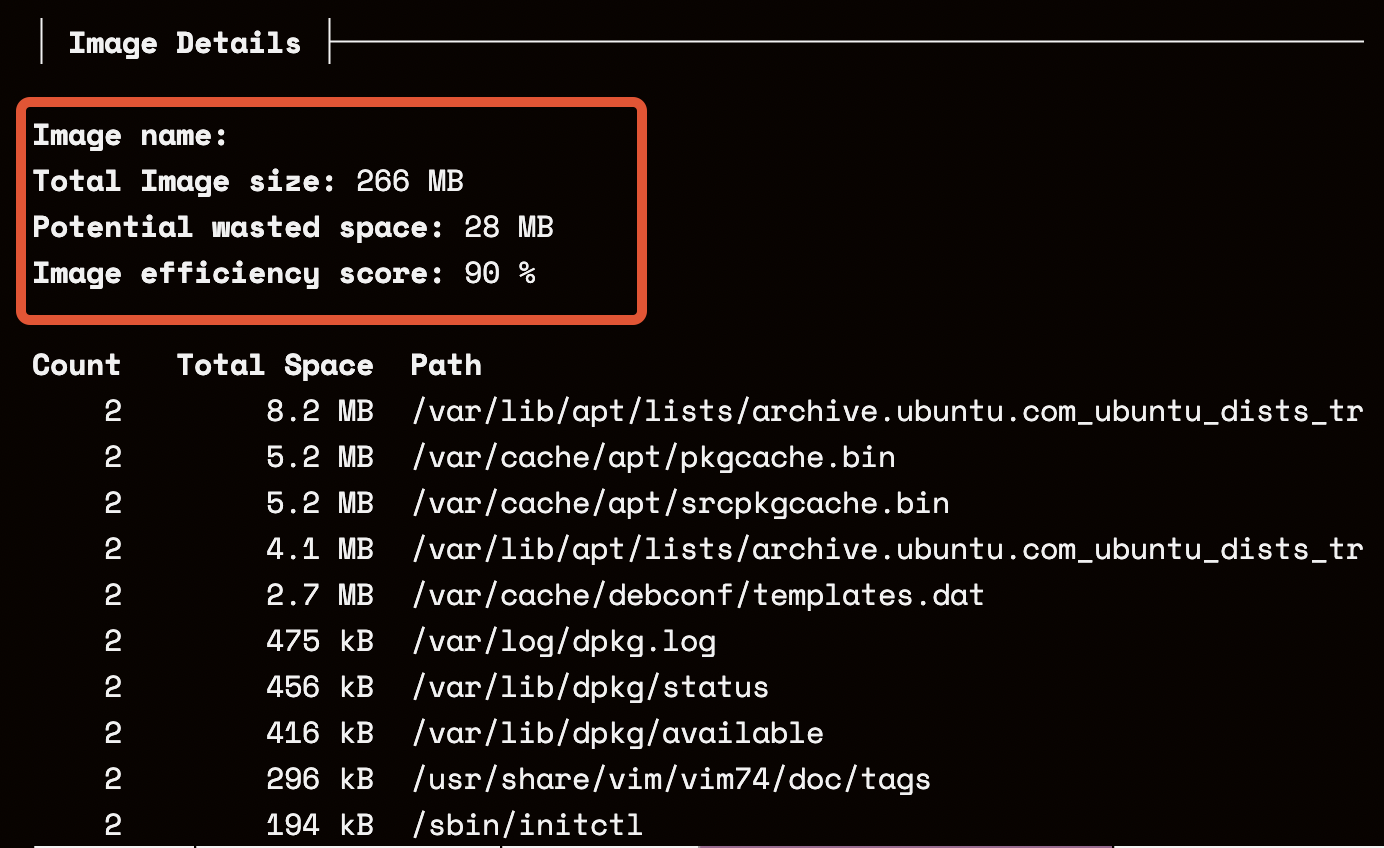 Image Details
Image name:
Total Image size: 266 MB
Potential wasted space: 28 MB
Image efficiency score: 90 %
Count Total Space Path
2 8.2 MB /var/lib/apt/lists/archive.ubuntu.com_ubuntu_dists_tr
2 5.2 MB /var/cache/apt/pkgcache.bin
2 5.2 MB /var/cache/apt/srcpkgcache.bin
2 4.1 MB /var/lib/apt/lists/archive.ubuntu.com_ubuntu_dists_tr
2 2.7 MB /var/cache/debconf/templates.dat
2 475 kB /var/log/dpkg.log
2 456 kB /var/lib/dpkg/status
2 416 kB /var/lib/dpkg/available
2 296 kB /usr/share/vim/vim74/doc/tags
2 194 kB /sbin/initctl